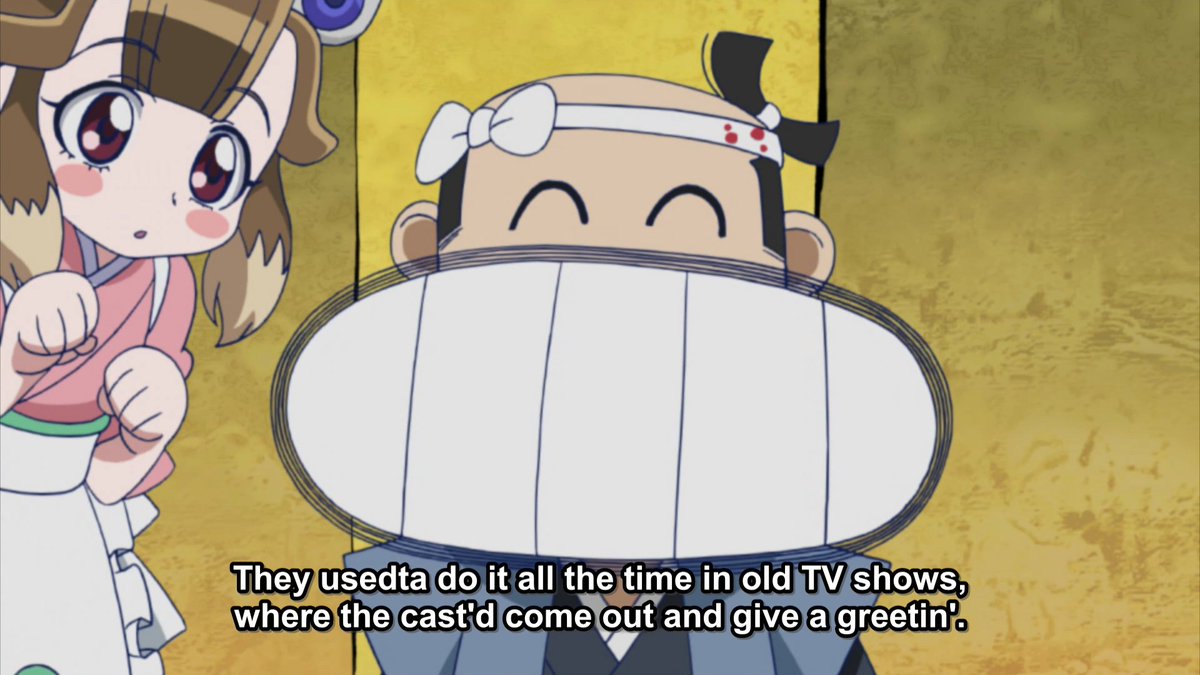 They usedta do it all the time in old TV shows,
where the cast'd come out and give a greetin'.